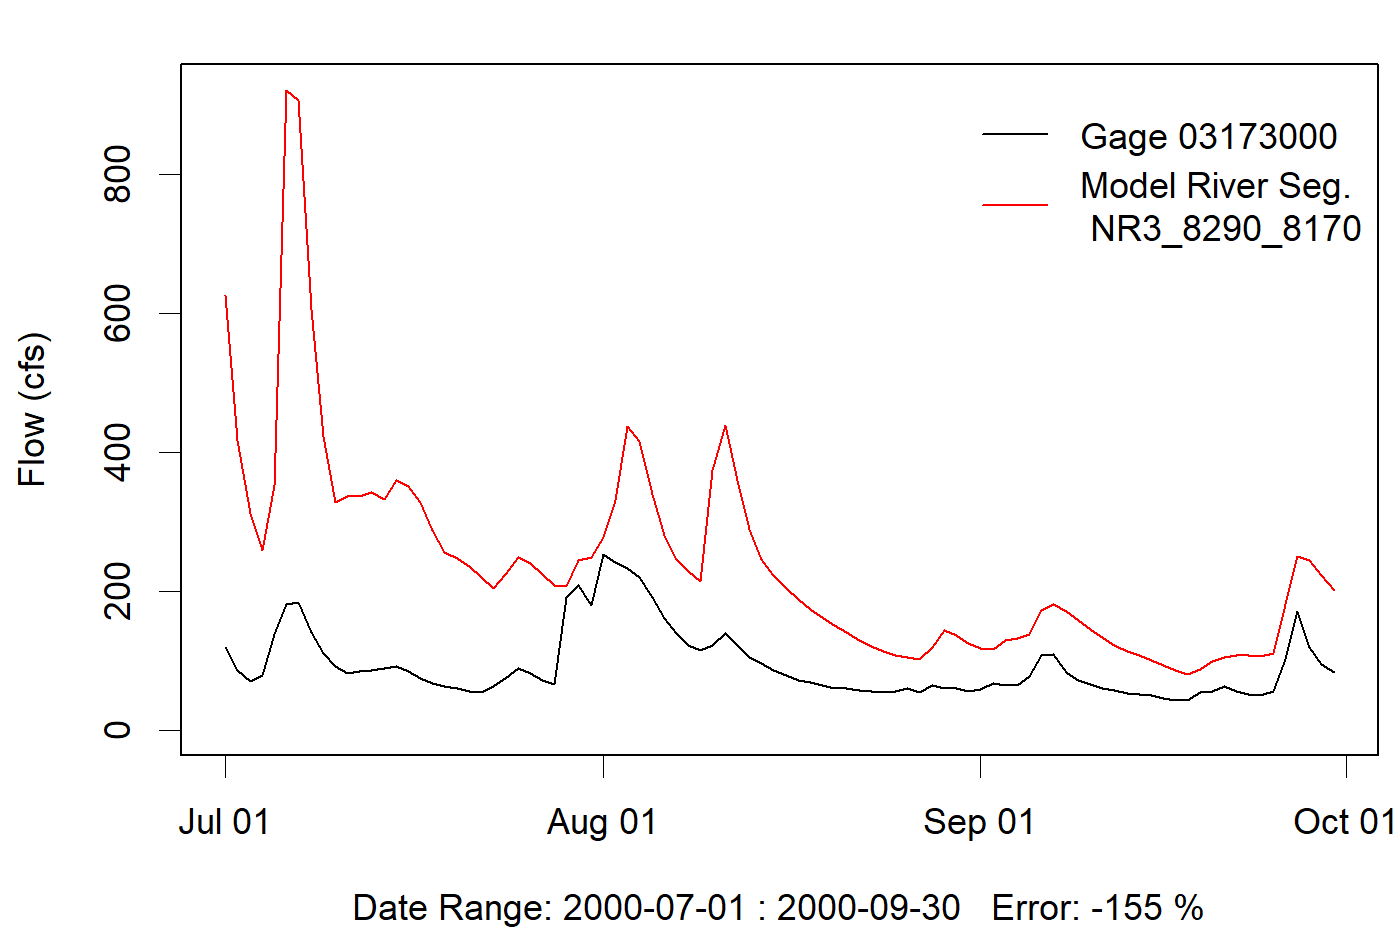 Flow (cfs)
800
600
400
200
0
Gage 03173000
Model River Seg.
NR3_8290_8170
Jul 01
Aug 01
Sep 01
Oct 01
Date Range: 2000-07-01 : 2000-09-30 Error: -155 %